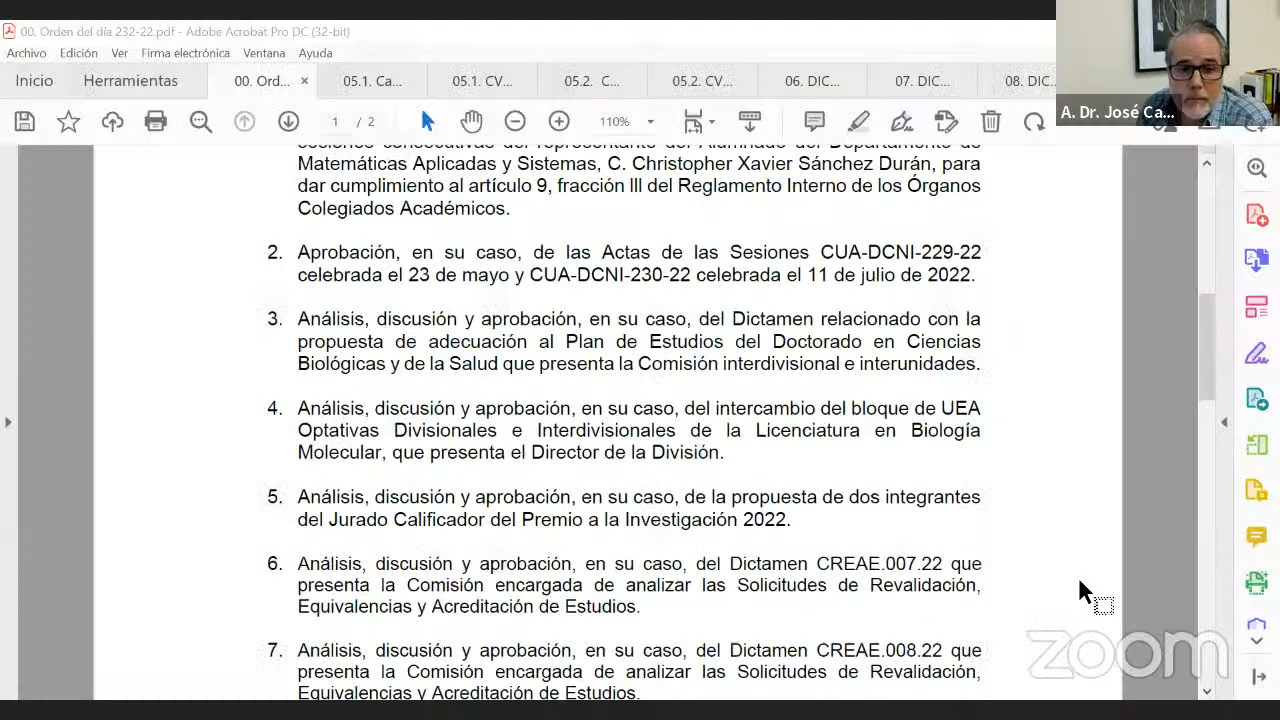 00. Orden del día 232-22.pdf - Adobe Acrobat Pro DC (32-bit)
Archivo Edición Ver Firma electrónica Ventana Ayuda
Inicio Herramientas 00. Ord... × 05.1. Ca... 05.1. CV... 05.2. C... 05.2. CV... 06. DIC... 07. DIC... 08. DIC
A. Dr. José Ca...
1 / 2 110%
sesiones consecutivas del representante del Alumnado del Departamento de
Matemáticas Aplicadas y Sistemas, C. Christopher Xavier Sánchez Durán, para
dar cumplimiento al artículo 9, fracción III del Reglamento Interno de los Órganos
Colegiados Académicos.
2. Aprobación, en su caso, de las Actas de las Sesiones CUA-DCNI-229-22
celebrada el 23 de mayo y CUA-DCNI-230-22 celebrada el 11 de julio de 2022.
3. Análisis, discusión y aprobación, en su caso, del Dictamen relacionado con la
propuesta de adecuación al Plan de Estudios del Doctorado en Ciencias
Biológicas y de la Salud que presenta la Comisión interdivisional e interunidades.
4. Análisis, discusión y aprobación, en su caso, del intercambio del bloque de UEA
Optativas Divisionales e Interdivisionales de la Licenciatura en Biología
Molecular, que presenta el Director de la División.
5. Análisis, discusión y aprobación, en su caso, de la propuesta de dos integrantes
del Jurado Calificador del Premio a la Investigación 2022.
6. Análisis, discusión y aprobación, en su caso, del Dictamen CREAE.007.22 que
presenta la Comisión encargada de analizar las Solicitudes de Revalidación,
Equivalencias y Acreditación de Estudios.
7. Análisis, discusión y aprobación, en su caso, del Dictamen CREAE.008.22 que
presenta la Comisión encargada de analizar las Solicitudes de Revalidación,
Equivalencias y Acreditación de Estudios.
zoom